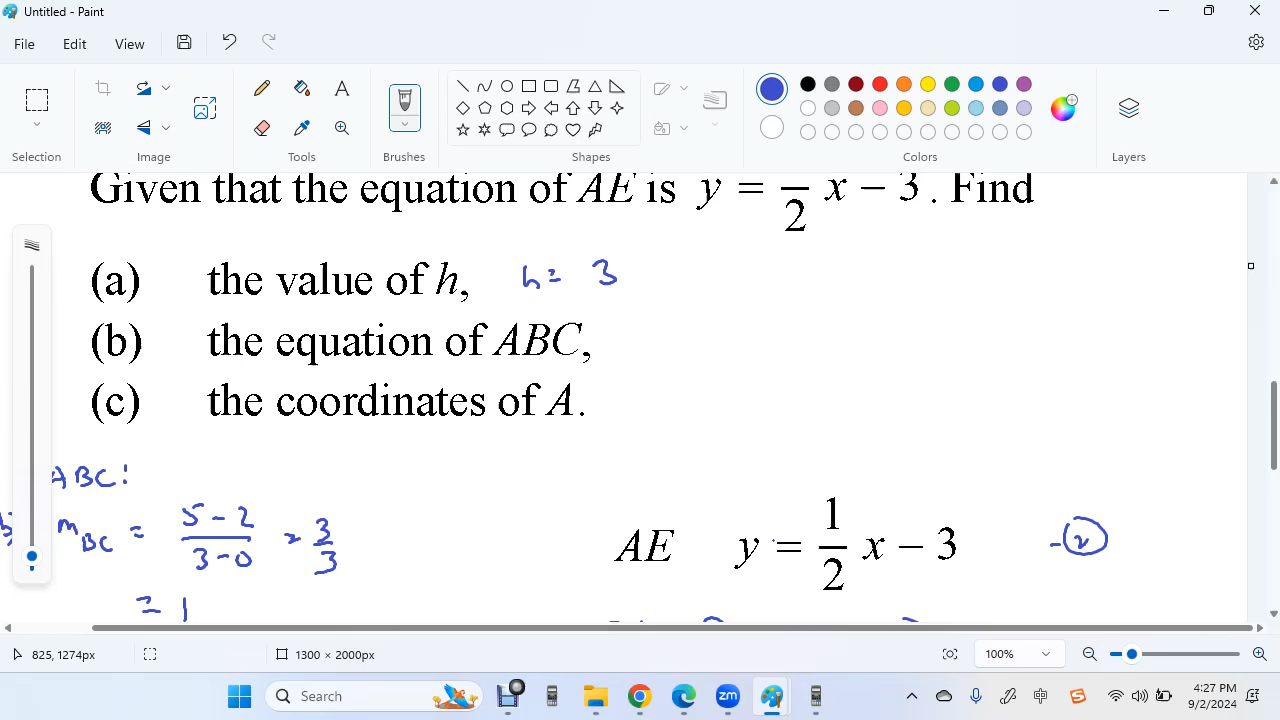 Untitled - Paint
File Edit View
Selection Image Tools Brushes Shapes Colors Layers
Given that the equation of AE is y = /2 x − 3. Find
(a) the value of h, h = 3
(b) the equation of ABC,
(c) the coordinates of A.
ABC:
m BC = 5 − 2 / 3 − 0 = 3/3
= 1
AE y = 1/2 x − 3 - (2)
825, 1274px 1300 × 2000px 100%
Search
zm 中 S
4:27 PM
9/2/2024